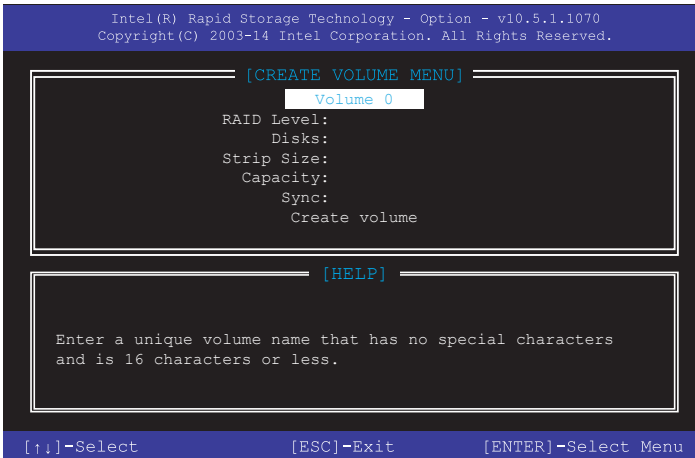 Intel(R) Rapid Storage Technology - Option - v10.5.1.1070
Copyright(C) 2003-14 Intel Corporation. All Rights Reserved.
[CREATE VOLUME MENU]
Volume 0
RAID Level:
Disks:
Strip Size:
Capacity:
Sync:
Create volume
[HELP]
Enter a unique volume name that has no special characters
and is 16 characters or less.
[↑↓]-Select [ESC]-Exit [ENTER]-Select Menu